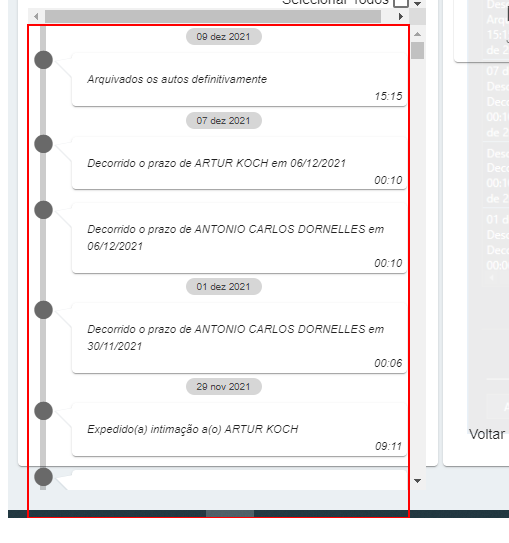 Selecionar Todos
09 dez 2021
Arquivados os autos definitivamente
15:15
07 dez 2021
Decorrido o prazo de ARTUR KOCH em 06/12/2021
00:10
Decorrido o prazo de ANTONIO CARLOS DORNELLES em
06/12/2021
00:10
01 dez 2021
Decorrido o prazo de ANTONIO CARLOS DORNELLES em
30/11/2021
00:06
29 nov 2021
Expedido(a) intimação a(o) ARTUR KOCH
09:11
Voltar